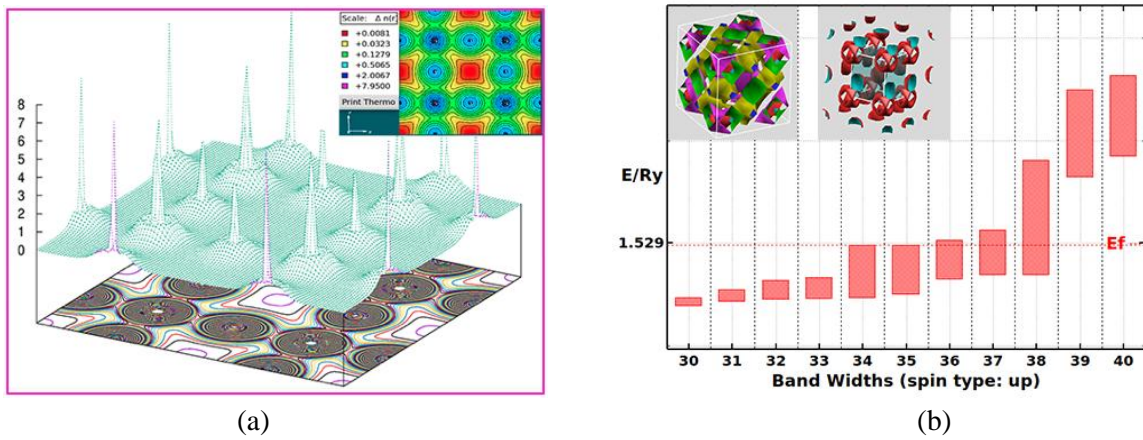 Scale: Δ n(r)
+0.0081
+0.0323
+0.1279
+0.5065
+2.0067
+7.9500
Print Thermo
8
7
6
5
4
3
2
1
0
(a)
E/Ry
1.529
Ef
30 31 32 33 34 35 36 37 38 39 40
Band Widths (spin type: up)
(b)